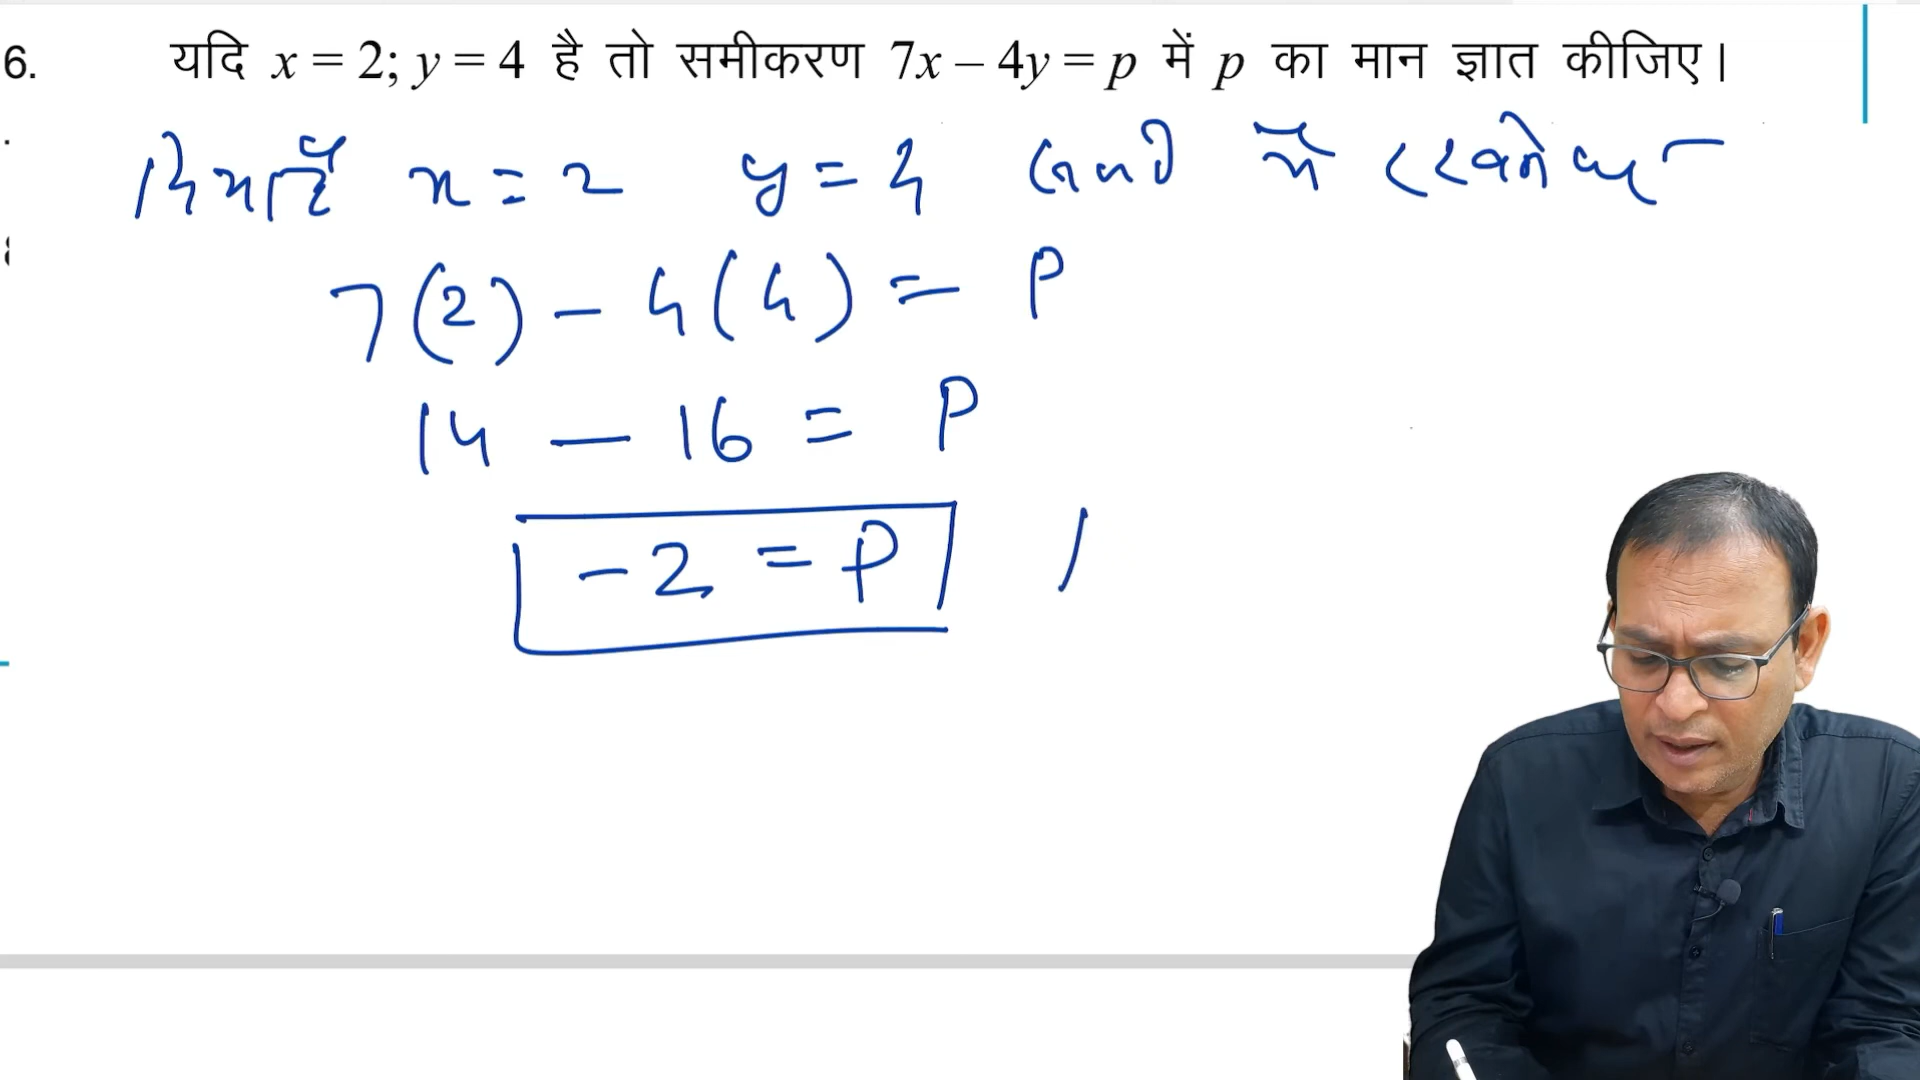 6. यदि x = 2; y = 4 है तो समीकरण 7x – 4y = p में p का मान ज्ञात कीजिए।
x = 2 y = 4 में रखने पर
7(2) - 4(4) = P
14 - 16 = P
-2 = P